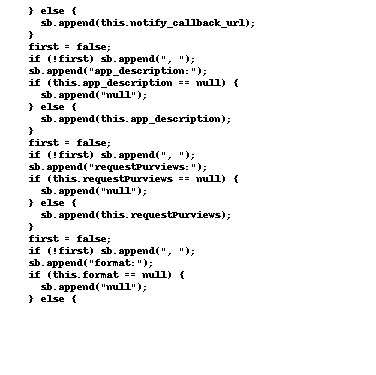 } else {
sb.append(this.notify_callback_url);
}
first = false;
if (!first) sb.append(", ");
sb.append("app_description:");
if (this.app_description == null) {
sb.append("null");
} else {
sb.append(this.app_description);
}
first = false;
if (!first) sb.append(", ");
sb.append("requestPurviews:");
if (this.requestPurviews == null) {
sb.append("null");
} else {
sb.append(this.requestPurviews);
}
first = false;
if (!first) sb.append(", ");
sb.append("format:");
if (this.format == null) {
sb.append("null");
} else {